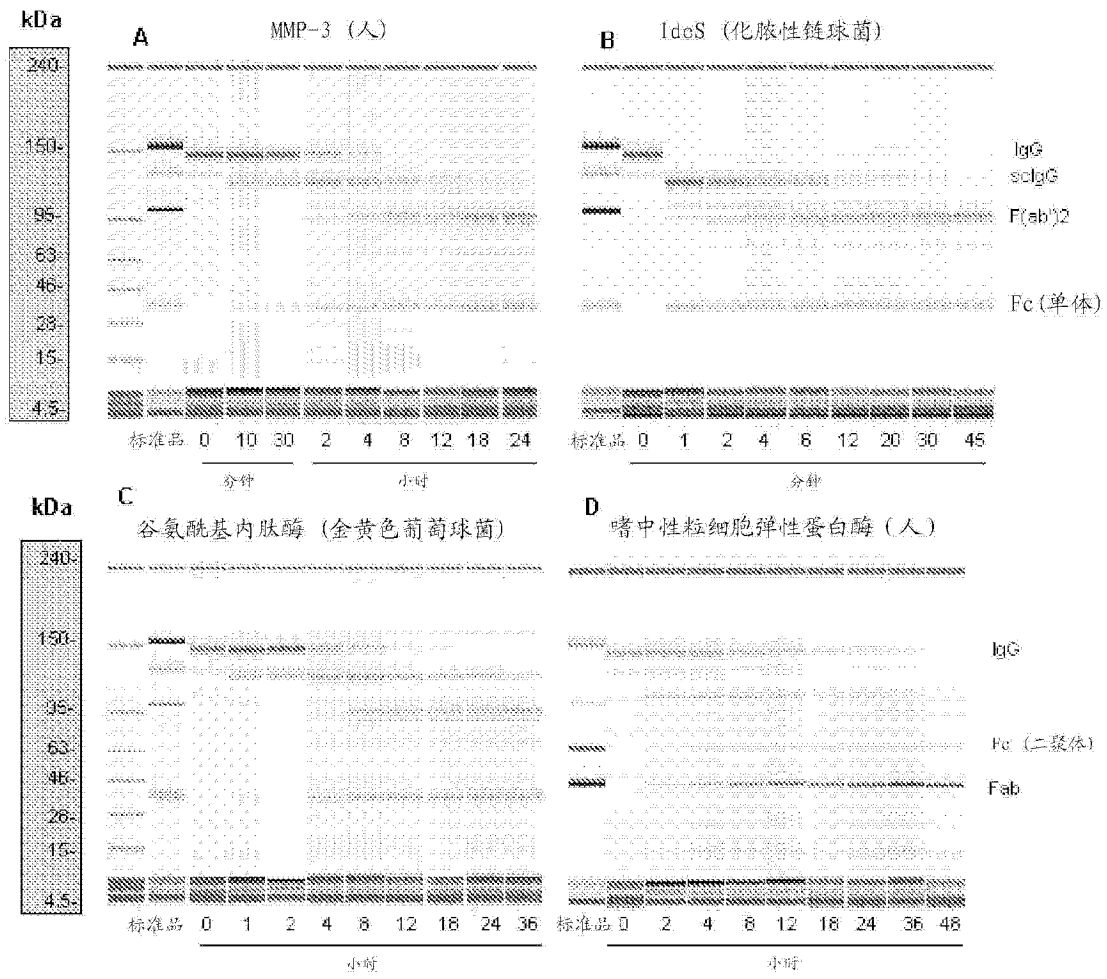 kDa
A
MMP-3 (人)
B
IdeS (化脓性链球菌)
240-
150-
95-
63-
46-
28-
15-
4.5-
IgG
scIgG
F(ab')2
Fc (单体)
标准品 0 10 30 2 4 8 12 18 24
分钟 小时
标准品 0 1 2 4 6 12 20 30 45
分钟
kDa
C
谷氨酰基内肽酶 (金黄色葡萄球菌)
D
嗜中性粒细胞弹性蛋白酶 (人)
240-
150-
95-
63-
46-
28-
15-
4.5-
IgG
Fc (二聚体)
Fab
标准品 0 1 2 4 8 12 18 24 36
小时
标准品 0 2 4 8 12 18 24 36 48
小时